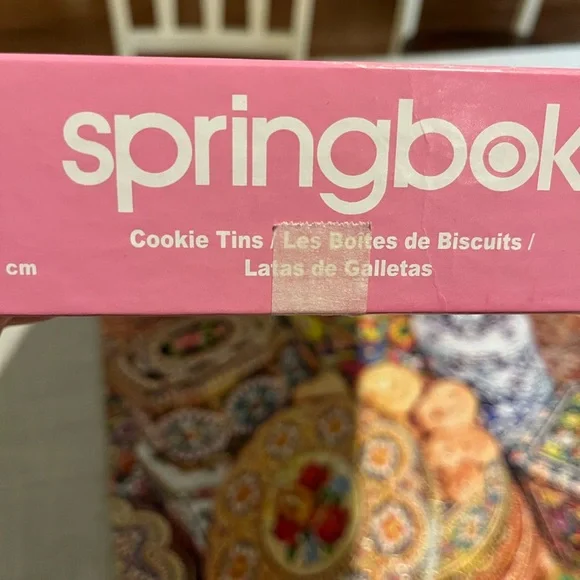 springbok
Cookie Tins / Les Boîtes de Biscuits /
Latas de Galletas
cm